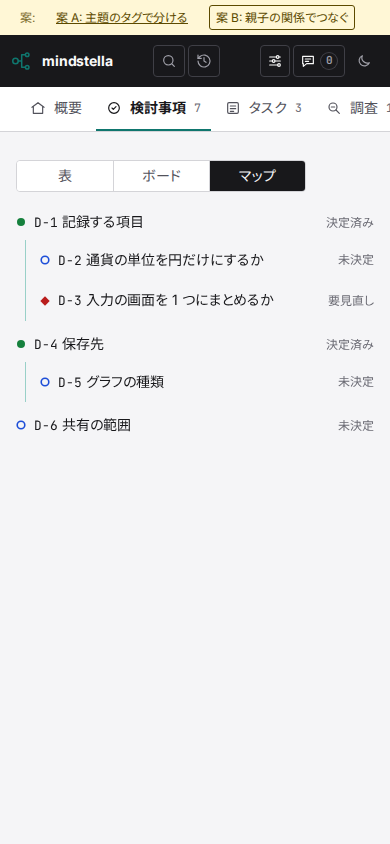 案: 案 A: 主題のタグで分ける 案 B: 親子の関係でつなぐ
mindstella 0
概要 検討事項 7 タスク 3 調査
表 ボード マップ
D-1 記録する項目 決定済み
D-2 通貨の単位を円だけにするか 未決定
D-3 入力の画面を 1 つにまとめるか 要見直し
D-4 保存先 決定済み
D-5 グラフの種類 未決定
D-6 共有の範囲 未決定